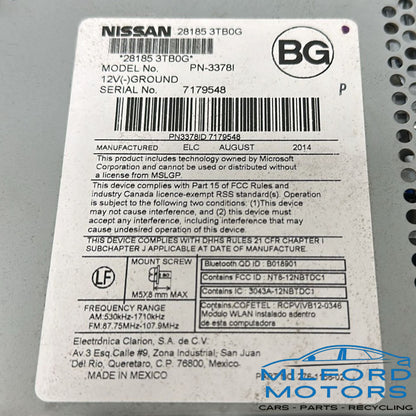 NISSAN 28185 3TB0G
*28185 3TB0G*
BG
MODEL No. PN-3378I
12V(-)GROUND
SERIAL No. 7179548
P
PN3378ID 7179548
MANUFACTURED ELC AUGUST 2014
This product includes technology owned by Microsoft
Corporation and cannot be used or distributed without
a license from MSLGP.
This device complies with Part 15 of FCC Rules and
Industry Canada licence-exempt RSS standard(s). Operation
is subject to the following two conditions: (1)This device may
not cause interference, and (2) this device must accept
any interference, including interference that may
cause undesired operation of this device.
THIS DEVICE COMPLIES WITH DHHS RULES 21 CFR CHAPTER I
SUBCHAPTER J APPLICABLE AT DATE OF MANUFACTURE.
LF
MOUNT SCREW
M5X8 mm MAX
Bluetooth QD ID : B018901
Contains FCC ID : NT8-12NBTDC1
Contains IC : 3043A-12NBTDC1
Contains COFETEL : RCPVIVB12-0346
Modulo WLAN instalado adentro
de esta computadora
FREQUENCY RANGE
AM:530kHz-1710kHz
FM:87.75MHz-107.9MHz
Electrónica Clarion, S.A. de C.V.
Av.3 Esq.Calle #9, Zona Industrial, San Juan
Del Río, Queretaro, C.P. 76800, Mexico.
MADE IN MEXICO
MILFORD
MOTORS
CARS - PARTS - RECYCLING